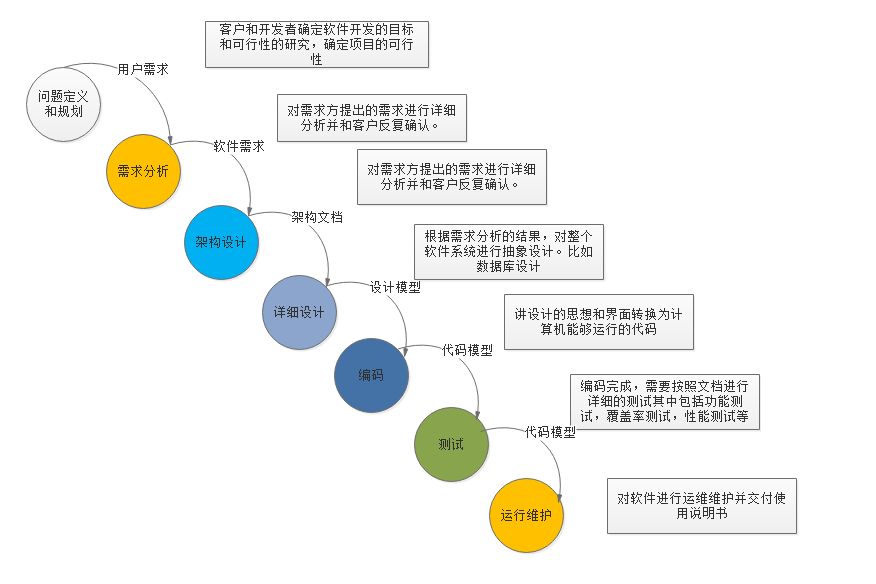 客户和开发者确定软件开发的目标
和可行性的研究，确定项目的可行
性
用户需求
问题定义
和规划
对需求方提出的需求进行详细
分析并和客户反复确认。
软件需求
需求分析
对需求方提出的需求进行详细
分析并和客户反复确认。
架构文档
架构设计
根据需求分析的结果，对整个
软件系统进行抽象设计。比如
数据库设计
设计模型
详细设计
讲设计的思想和界面转换为计
算机能够运行的代码
代码模型
编码
编码完成，需要按照文档进行
详细的测试其中包括功能测
试，覆盖率测试，性能测试等
代码模型
测试
对软件进行运维维护并交付使
用说明书
运行维护